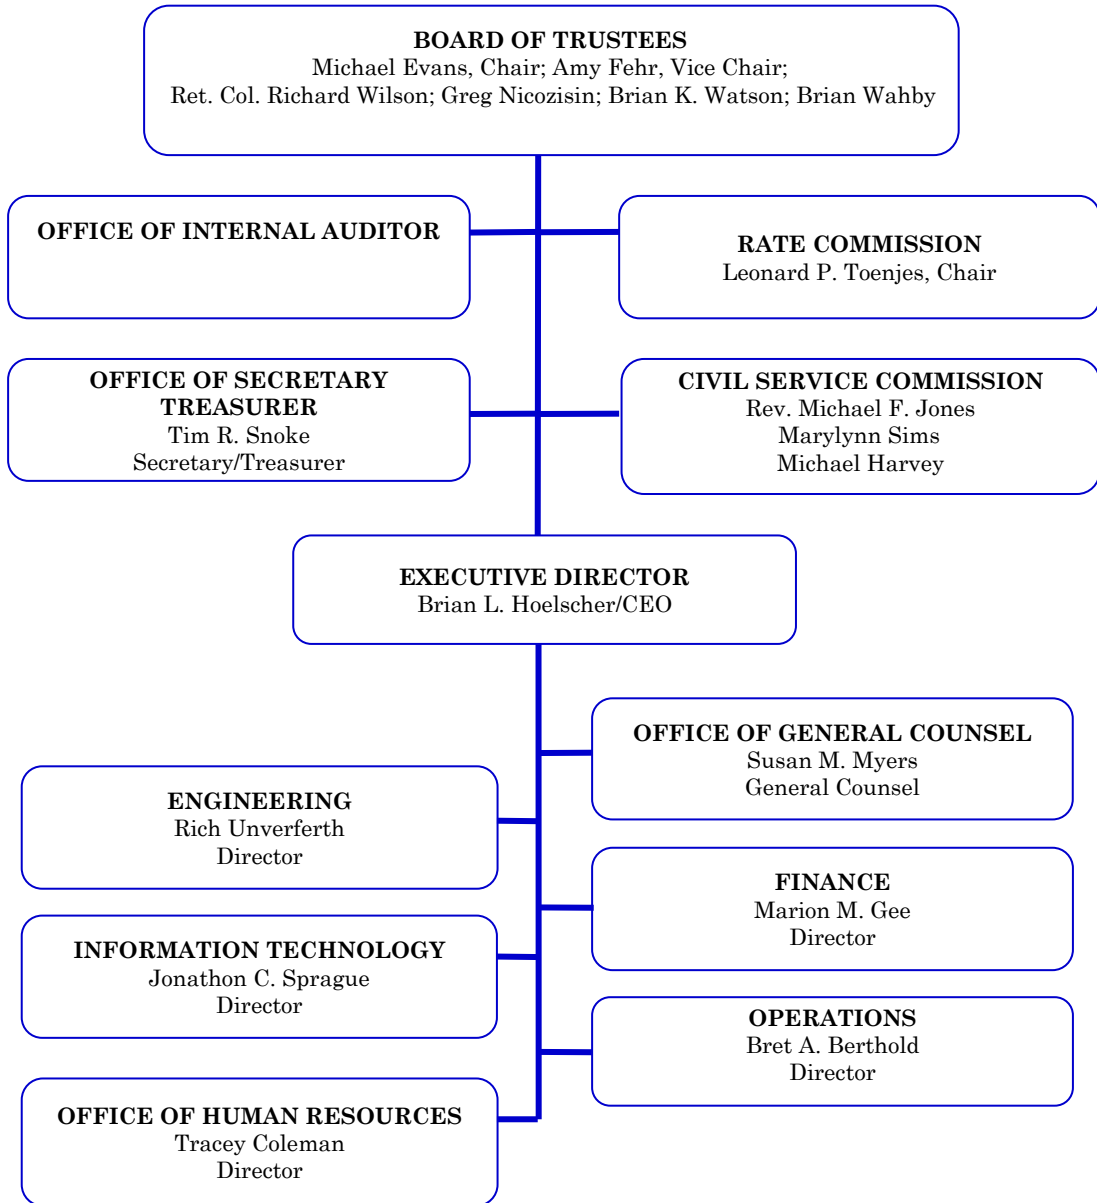 BOARD OF TRUSTEES
Michael Evans, Chair; Amy Fehr, Vice Chair;
Ret. Col. Richard Wilson; Greg Nicozisin; Brian K. Watson; Brian Wahby
OFFICE OF INTERNAL AUDITOR
RATE COMMISSION
Leonard P. Toenjes, Chair
OFFICE OF SECRETARY
TREASURER
Tim R. Snoke
Secretary/Treasurer
CIVIL SERVICE COMMISSION
Rev. Michael F. Jones
Marylynn Sims
Michael Harvey
EXECUTIVE DIRECTOR
Brian L. Hoelscher/CEO
OFFICE OF GENERAL COUNSEL
Susan M. Myers
General Counsel
ENGINEERING
Rich Unverferth
Director
FINANCE
Marion M. Gee
Director
INFORMATION TECHNOLOGY
Jonathon C. Sprague
Director
OPERATIONS
Bret A. Berthold
Director
OFFICE OF HUMAN RESOURCES
Tracey Coleman
Director